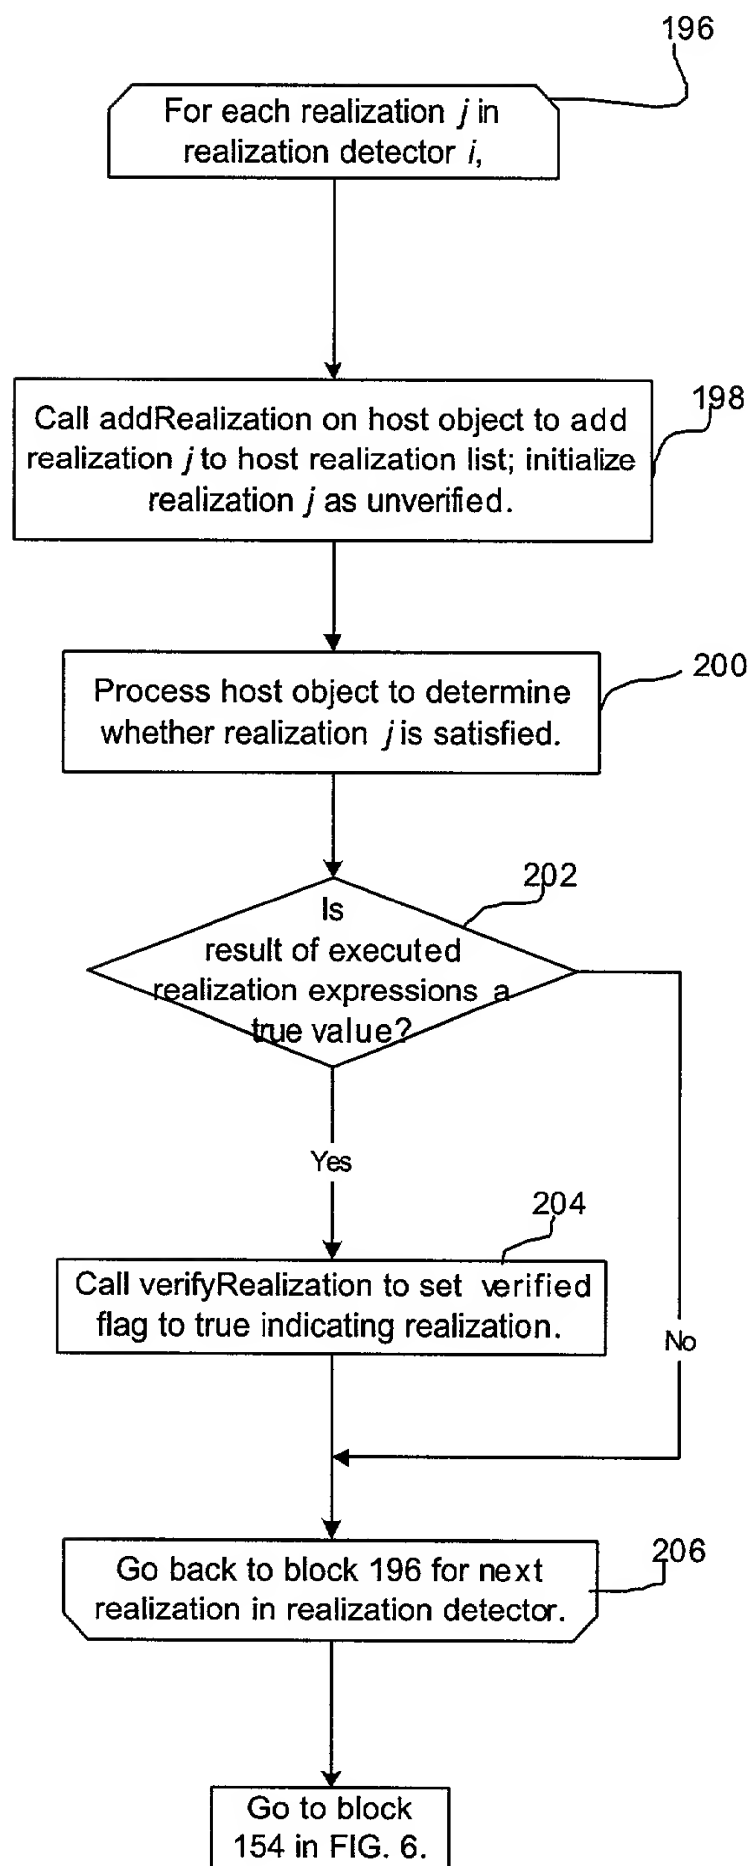 196
For each realization j in
realization detector i,
198
Call addRealization on host object to add
realization j to host realization list; initialize
realization j as unverified.
200
Process host object to determine
whether realization j is satisfied.
202
Is
result of executed
realization expressions a
true value?
Yes
204
Call verifyRealization to set verified
flag to true indicating realization.
No
206
Go back to block 196 for next
realization in realization detector.
Go to block
154 in FIG. 6.